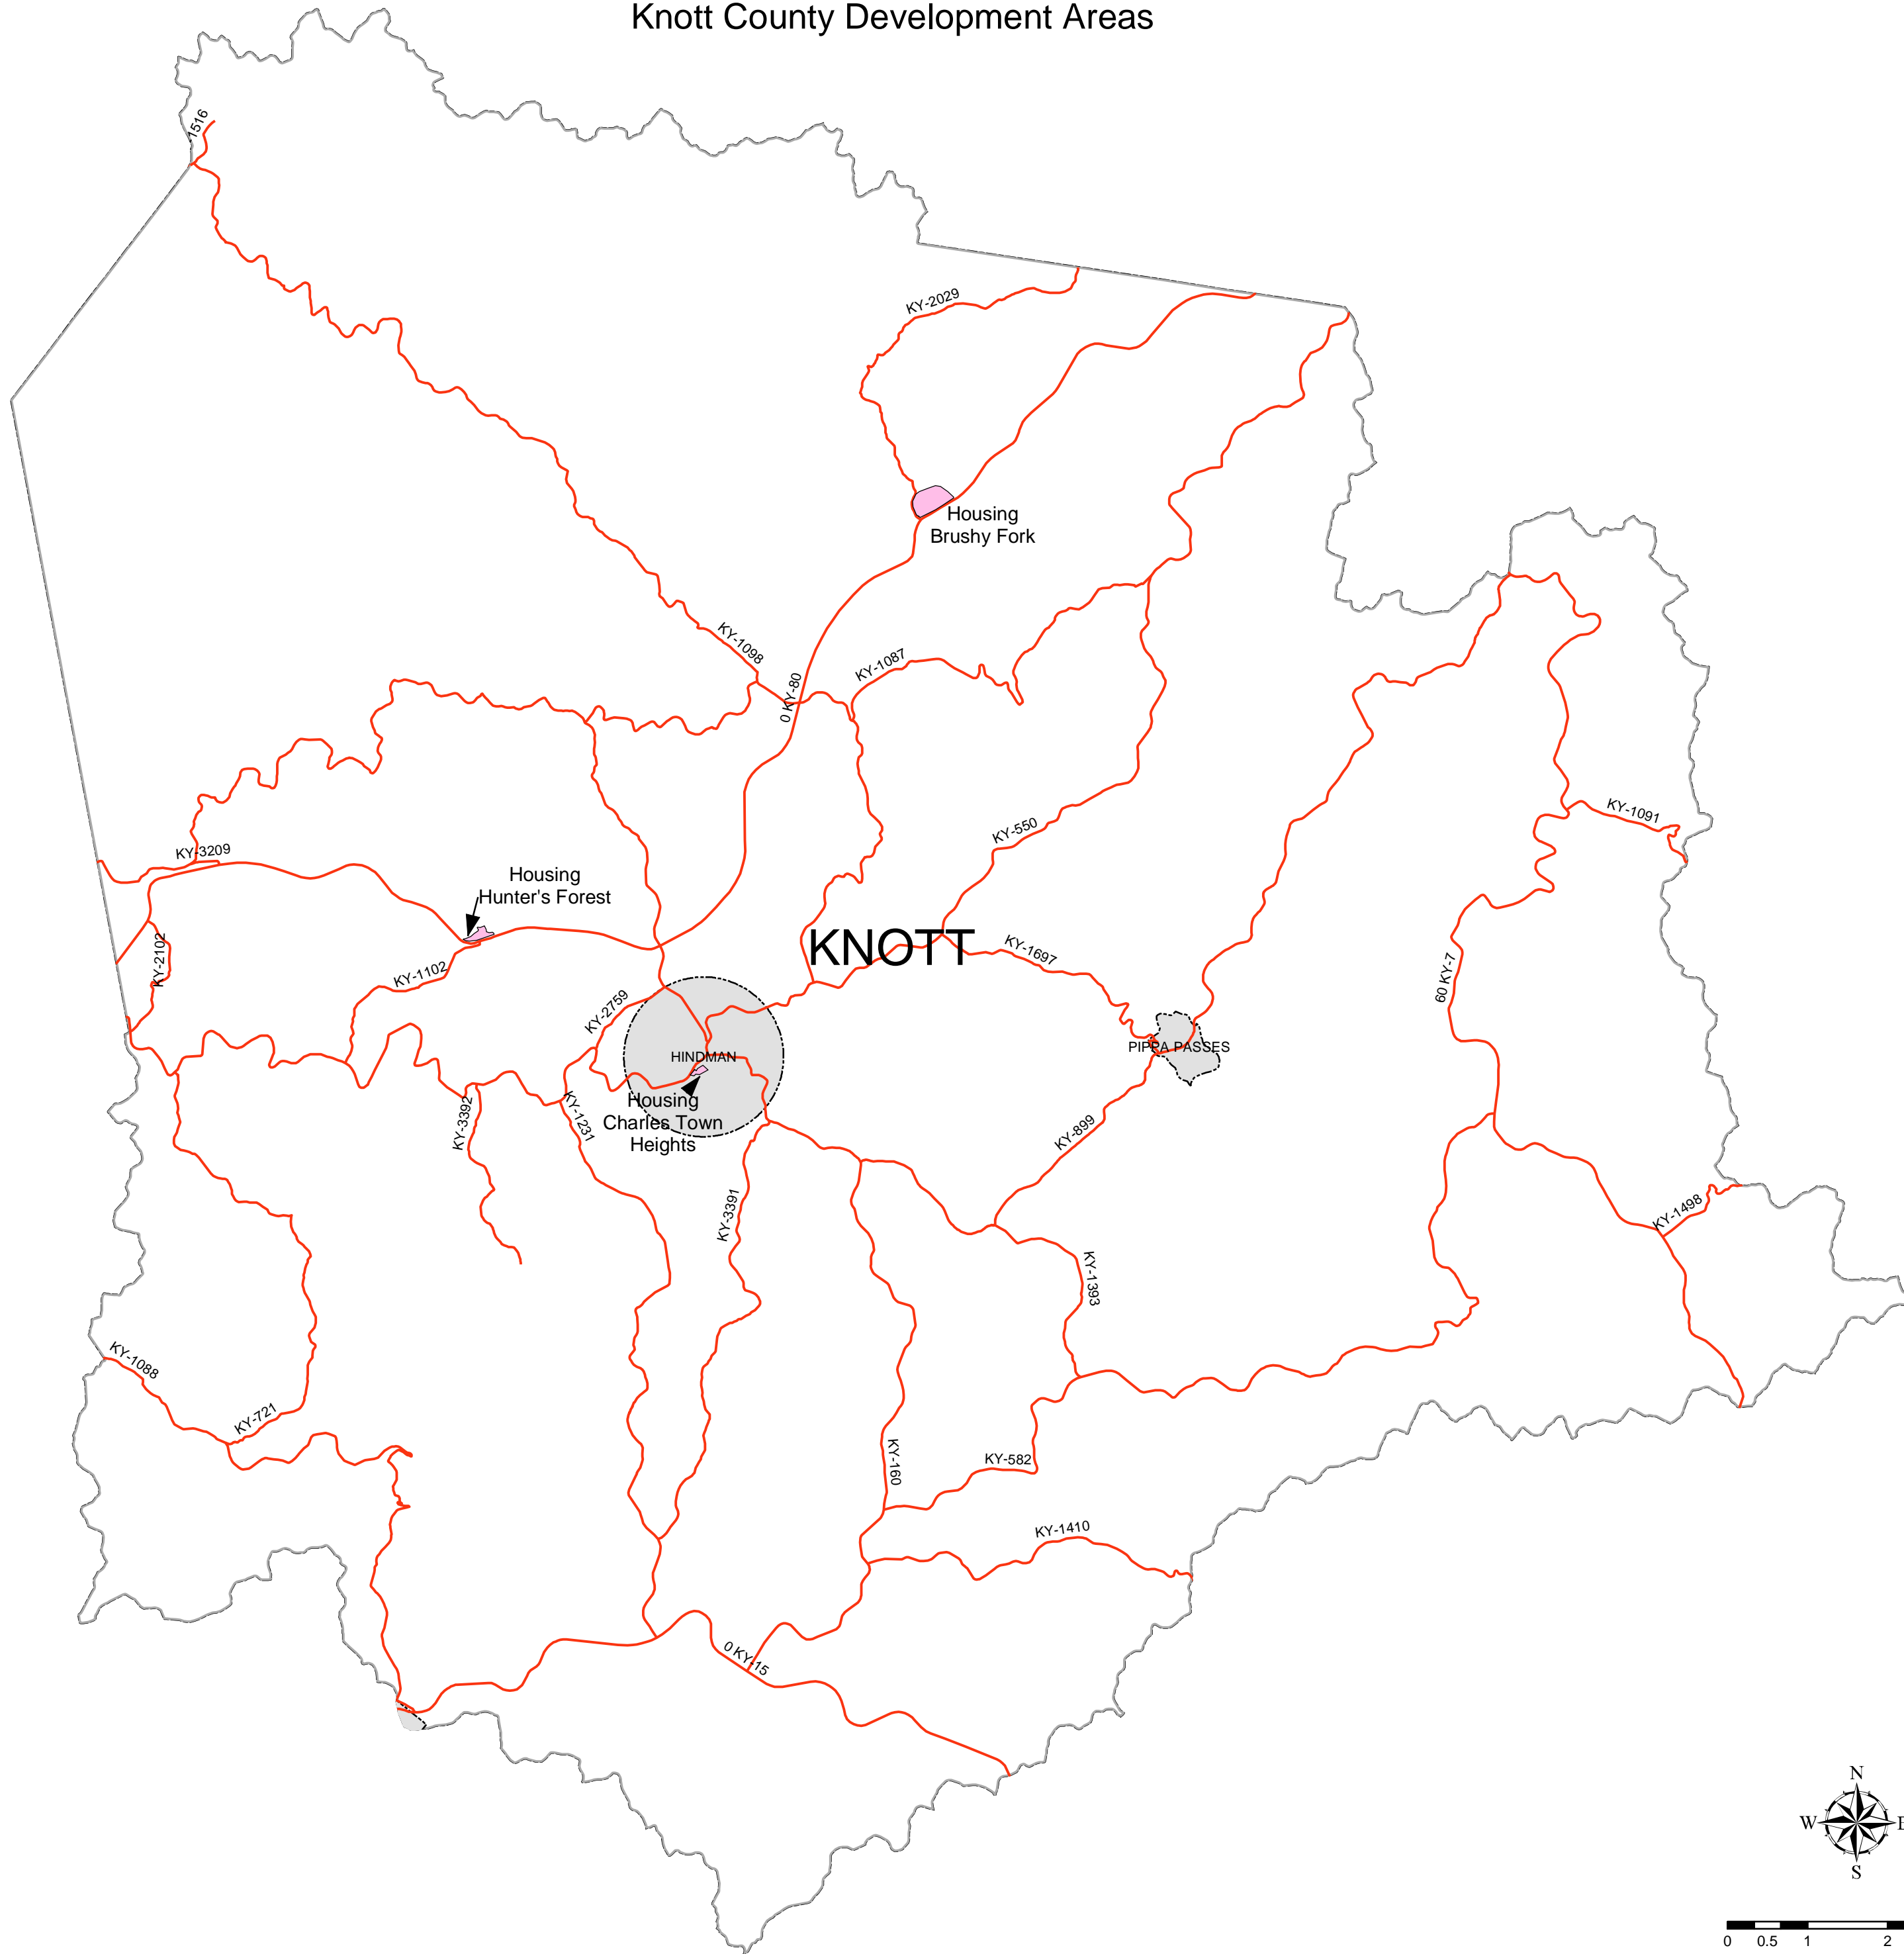 Knott County Development Areas
1516
KY-2029
Housing
Brushy Fork
KY-1098
0 KY-80
KY-1087
KY-550
KY-1091
KY-3209
Housing
Hunter's Forest
KY-2102
KY-1102
KNOTT
KY-1697
60 KY-7
KY-2759
HINDMAN
PIPPA PASSES
Housing
Charles Town
Heights
KY-3392
KY-1231
KY-899
KY-3391
KY-1498
KY-1393
KY-1088
KY-721
KY-160
KY-582
KY-1410
0 KY-15
N
W
E
S
0 0.5 1 2